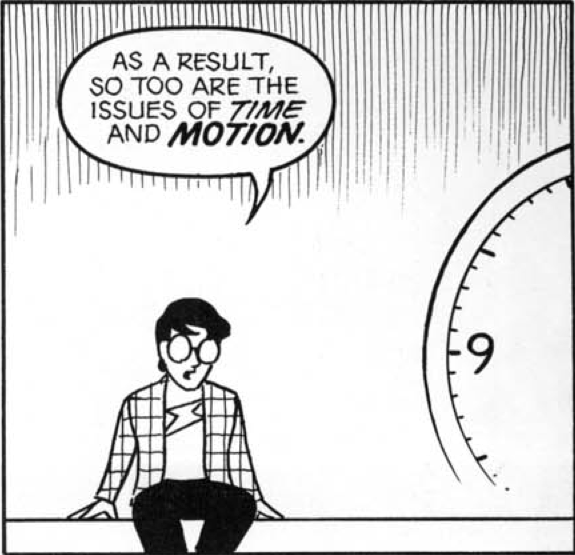 AS A RESULT,
SO TOO ARE THE
ISSUES OF TIME
AND MOTION.
9